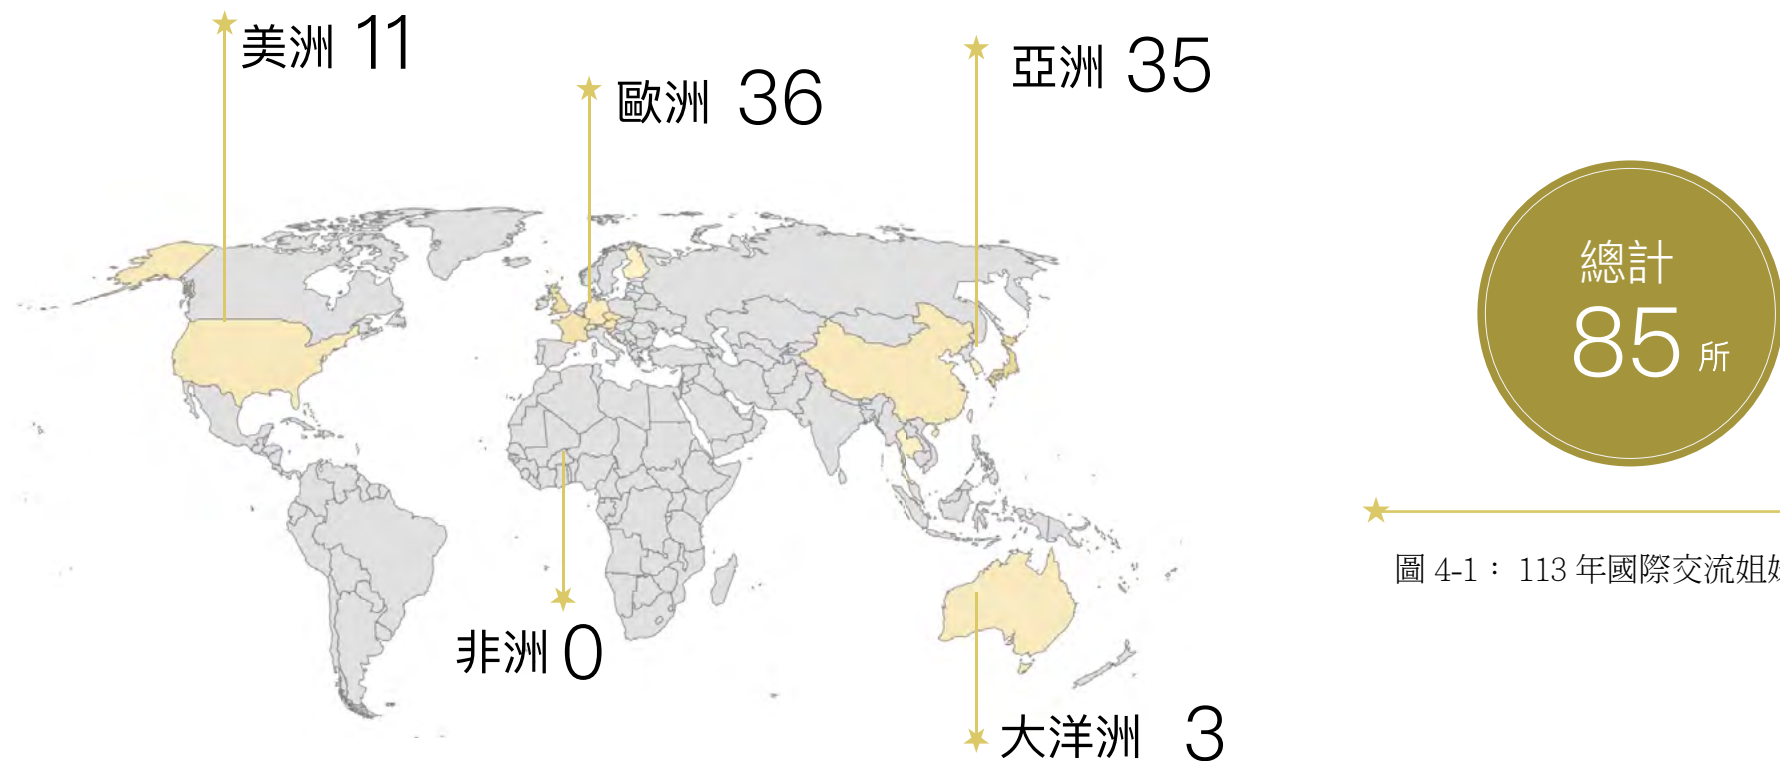 美洲 11
歐洲 36
亞洲 35
非洲 0
大洋洲 3
總計
85 所
圖 4-1： 113 年國際交流姐